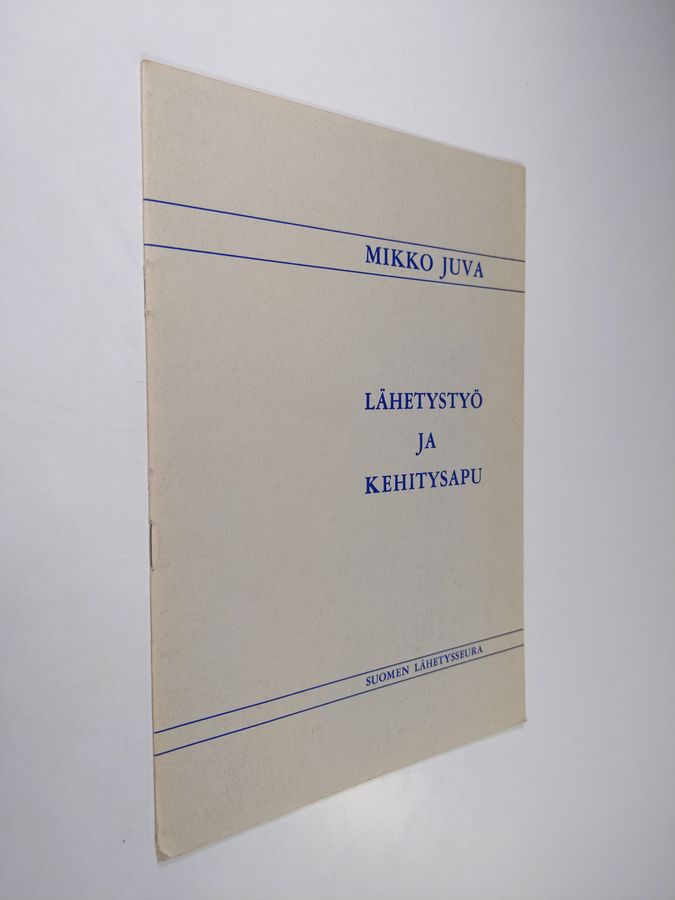 MIKKO JUVA
LÄHETYSTYÖ
JA
KEHITYSAPU
SUOMEN LÄHETYSSEURA